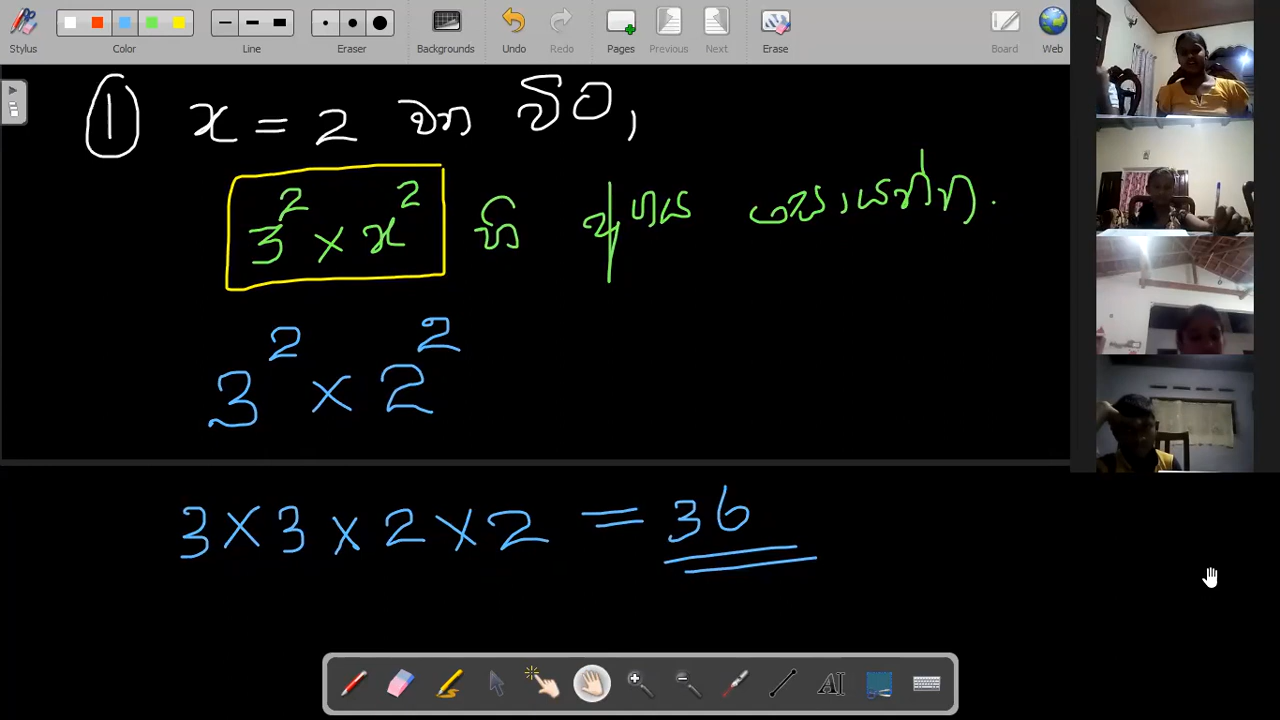 Stylus Color Line Eraser Backgrounds Undo Redo Pages Previous Next Erase Board Web
① x = 2 වන විට,
3² × x² හි අගය සොයන්න.
3² × 2²
3 × 3 × 2 × 2 = 36
AI